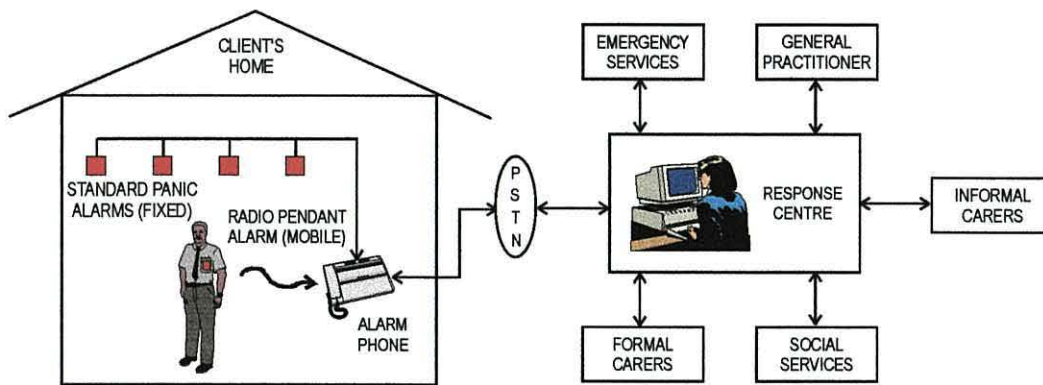 CLIENT'S
HOME
STANDARD PANIC
ALARMS (FIXED)
RADIO PENDANT
ALARM (MOBILE)
ALARM
PHONE
P
S
T
N
EMERGENCY
SERVICES
GENERAL
PRACTITIONER
RESPONSE
CENTRE
INFORMAL
CARERS
FORMAL
CARERS
SOCIAL
SERVICES